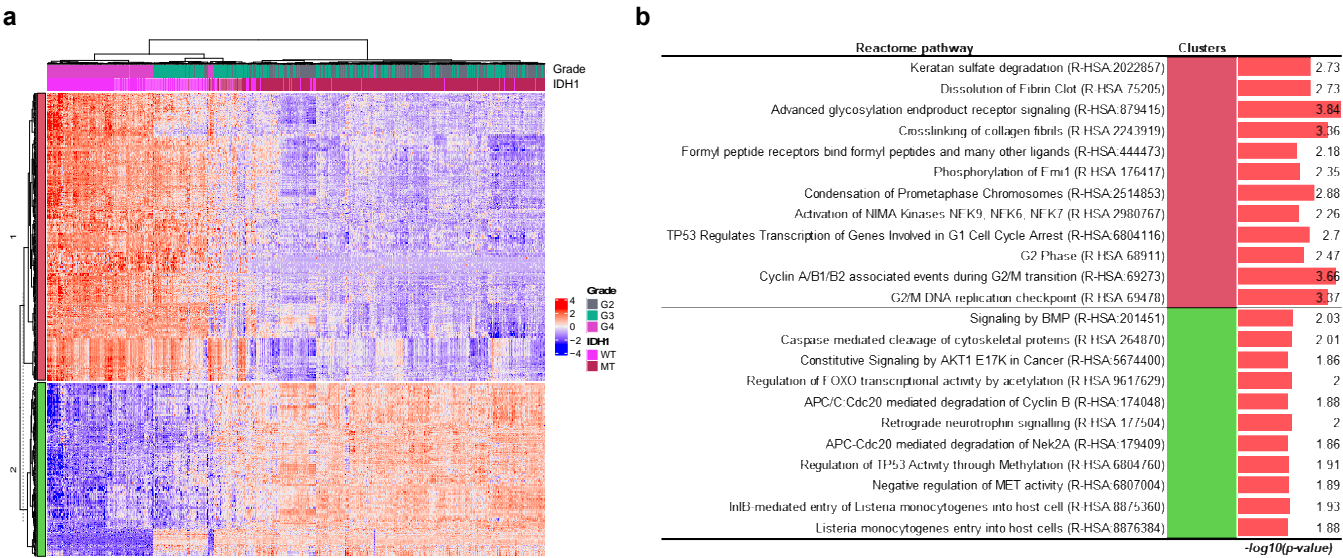 a
Grade
IDH1
1
2
4
2
0
−2
−4
Grade
G2
G3
G4
IDH1
WT
MT
b
Reactome pathway Clusters
Keratan sulfate degradation (R-HSA:2022857) 2.73
Dissolution of Fibrin Clot (R HSA 75205) 2.73
Advanced glycosylation endproduct receptor signaling (R-HSA:879415) 3.84
Crosslinking of collagen fibrils (R HSA 2243919) 3.36
Formyl peptide receptors bind formyl peptides and many other ligands (R-HSA:444473) 2.18
Phosphorylation of Emi1 (R HSA 176417) 2.35
Condensation of Prometaphase Chromosomes (R-HSA:2514853) 2.88
Activation of NIMA Kinases NEK9, NEK6, NEK7 (R HSA 2980767) 2.26
TP53 Regulates Transcription of Genes Involved in G1 Cell Cycle Arrest (R-HSA:6804116) 2.7
G2 Phase (R HSA 68911) 2.47
Cyclin A/B1/B2 associated events during G2/M transition (R-HSA:69273) 3.66
G2/M DNA replication checkpoint (R HSA 69478) 3.37
Signaling by BMP (R-HSA:201451) 2.03
Caspase mediated cleavage of cytoskeletal proteins (R HSA 264870) 2.01
Constitutive Signaling by AKT1 E17K in Cancer (R-HSA:5674400) 1.86
Regulation of FOXO transcriptional activity by acetylation (R HSA 9617629) 2
APC/C:Cdc20 mediated degradation of Cyclin B (R-HSA:174048) 1.88
Retrograde neurotrophin signalling (R HSA 177504) 2
APC-Cdc20 mediated degradation of Nek2A (R-HSA:179409) 1.86
Regulation of TP53 Activity through Methylation (R HSA 6804760) 1.91
Negative regulation of MET activity (R-HSA:6807004) 1.89
InlB-mediated entry of Listeria monocytogenes into host cell (R HSA 8875360) 1.93
Listeria monocytogenes entry into host cells (R-HSA:8876384) 1.88
-log10(p-value)